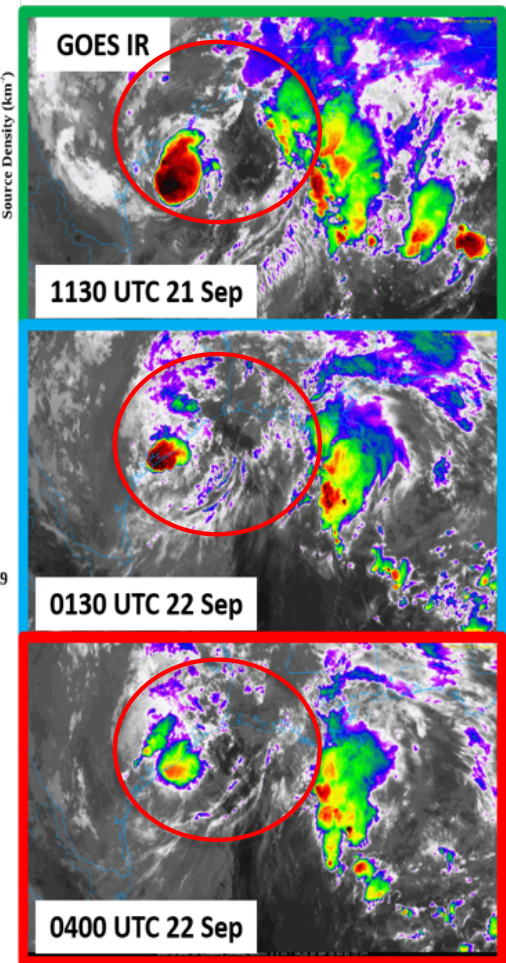 GOES IR
Source Density (km⁻¹)
1130 UTC 21 Sep
9
0130 UTC 22 Sep
0400 UTC 22 Sep